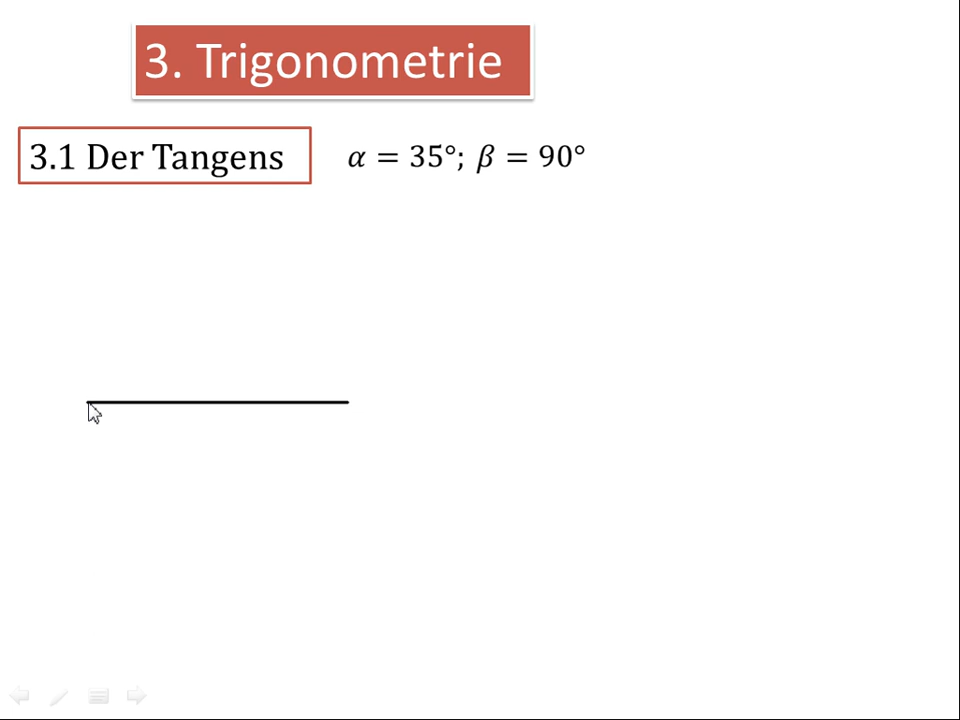 3. Trigonometrie
3.1 Der Tangens
α = 35°; β = 90°